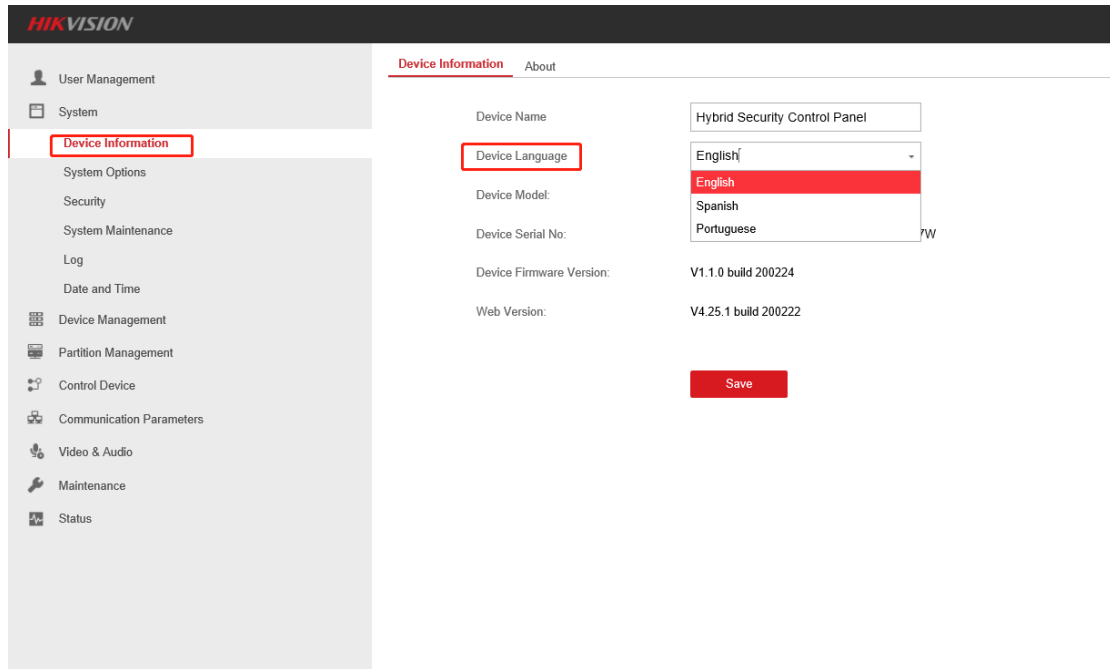 HIKVISION
User Management
System
Device Information
System Options
Security
System Maintenance
Log
Date and Time
Device Management
Partition Management
Control Device
Communication Parameters
Video & Audio
Maintenance
Status
Device Information About
Device Name Hybrid Security Control Panel
Device Language English
English
Spanish
Portuguese
Device Model:
Device Serial No: 7W
Device Firmware Version: V1.1.0 build 200224
Web Version: V4.25.1 build 200222
Save